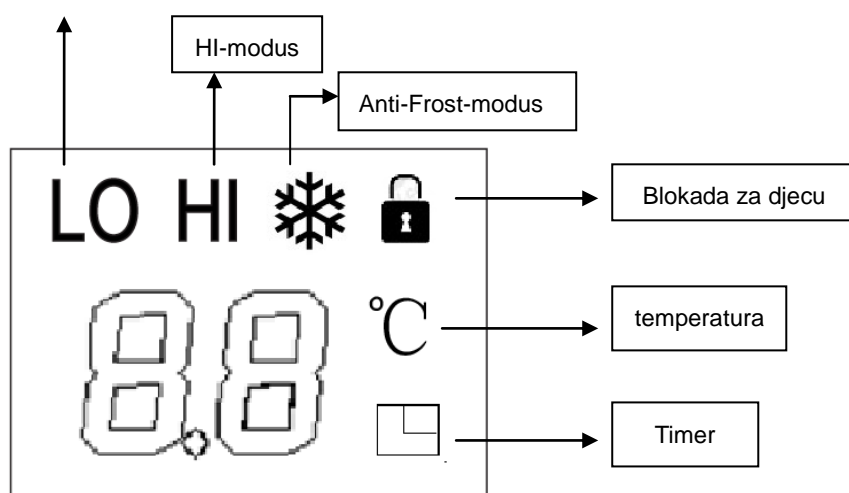 HI-modus
Anti-Frost-modus
LO HI
Blokada za djecu
8.8 °C
temperatura
Timer